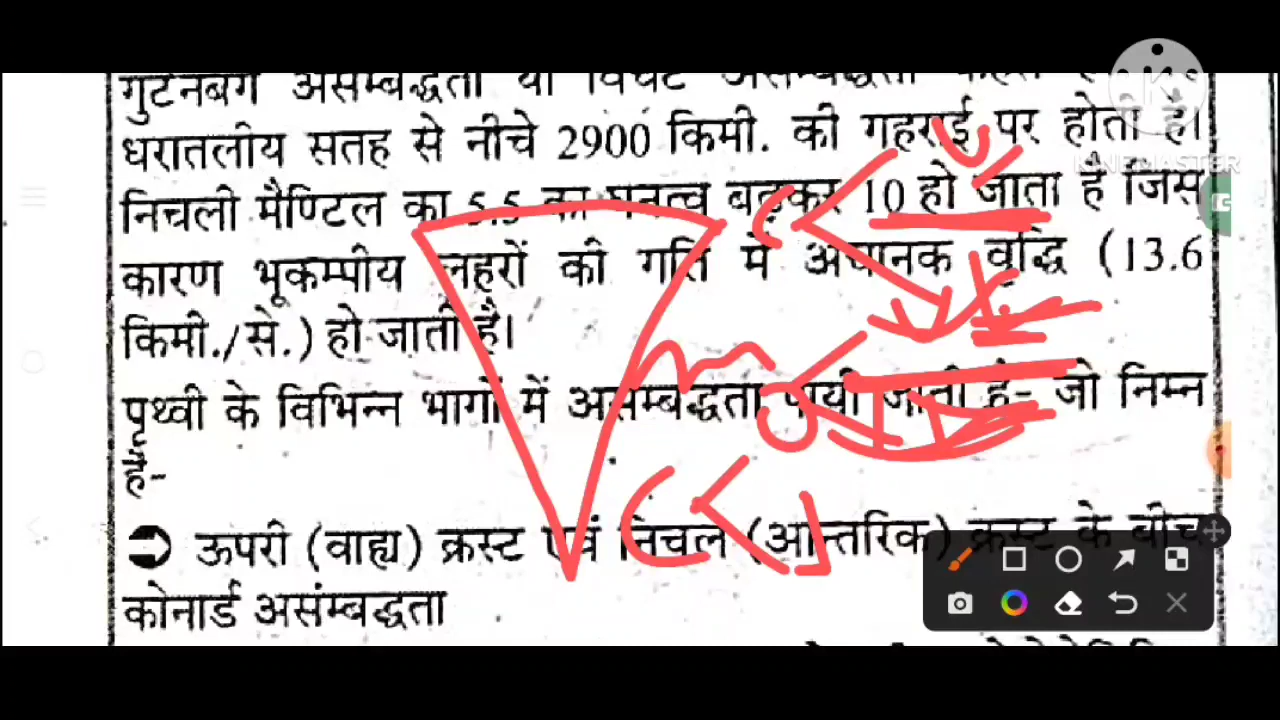 गुटेनबर्ग असम्बद्धता या विचर्ट असम्बद्धता
धरातलीय सतह से नीचे 2900 किमी. की गहराई पर होती है।
निचली मैण्टिल का 5.5 का घनत्व बढ़कर 10 हो जाता है जिस
कारण भूकम्पीय लहरों की गति में अचानक वृद्धि (13.6
किमी./से.) हो जाती है।
पृथ्वी के विभिन्न भागों में असम्बद्धता पायी जाती है- जो निम्न
है-
➲ ऊपरी (वाह्य) क्रस्ट एवं निचले (आन्तरिक) क्रस्ट के बीच
कोनार्ड असंम्बद्धता
KINEMASTER